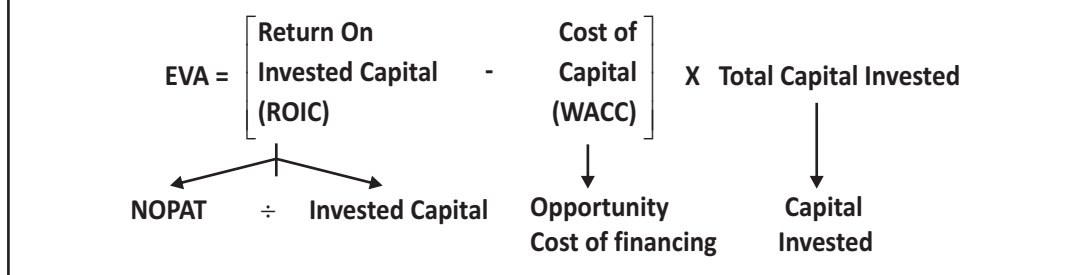 Return On Cost of
EVA = Invested Capital - Capital X Total Capital Invested
(ROIC) (WACC)
NOPAT ÷ Invested Capital Opportunity Capital
Cost of financing Invested